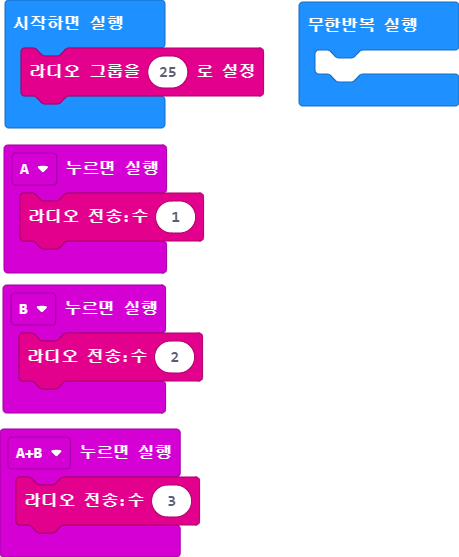 시작하면 실행
라디오 그룹을 25 로 설정
무한반복 실행
A 누르면 실행
라디오 전송:수 1
B 누르면 실행
라디오 전송:수 2
A+B 누르면 실행
라디오 전송:수 3